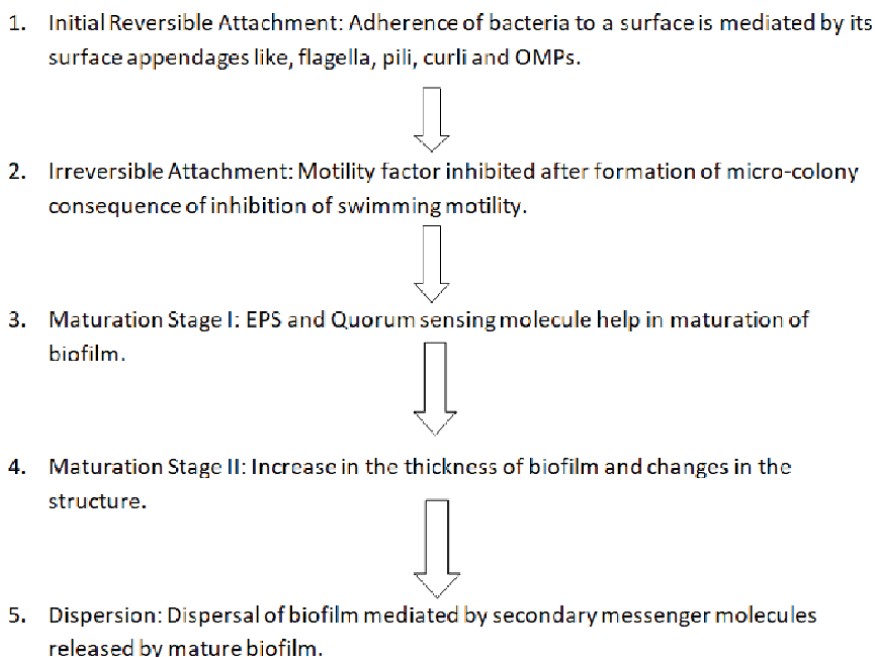 1. Initial Reversible Attachment: Adherence of bacteria to a surface is mediated by its
surface appendages like, flagella, pili, curli and OMPs.
2. Irreversible Attachment: Motility factor inhibited after formation of micro-colony
consequence of inhibition of swimming motility.
3. Maturation Stage I: EPS and Quorum sensing molecule help in maturation of
biofilm.
4. Maturation Stage II: Increase in the thickness of biofilm and changes in the
structure.
5. Dispersion: Dispersal of biofilm mediated by secondary messenger molecules
released by mature biofilm.